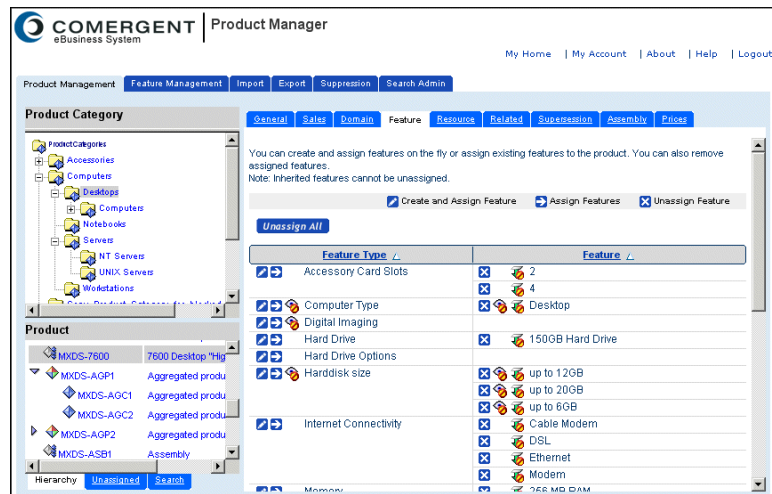 COMERGENT
eBusiness System
Product Manager
My Home | My Account | About | Help | Logout
Product Management Feature Management Import Export Suppression Search Admin
Product Category
ProductCategories
Accessories
Computers
Desktops
Computers
Notebooks
Servers
NT Servers
UNIX Servers
Workstations
Product
MXDS-7600 7600 Desktop "Hig
MXDS-AGP1 Aggregated produ
MXDS-AGC1 Aggregated produ
MXDS-AGC2 Aggregated produ
MXDS-AGP2 Aggregated produ
MXDS-ASB1 Assembly
Hierarchy Unassigned Search
General Sales Domain Feature Resource Related Supersession Assembly Prices
You can create and assign features on the fly or assign existing features to the product. You can also remove
assigned features.
Note: Inherited features cannot be unassigned.
Create and Assign Feature Assign Features Unassign Feature
Unassign All
Feature Type Feature
Accessory Card Slots 2
4
Computer Type Desktop
Digital Imaging
Hard Drive 150GB Hard Drive
Hard Drive Options
Harddisk size up to 12GB
up to 20GB
up to 6GB
Internet Connectivity Cable Modem
DSL
Ethernet
Modem
Memory 256 MB RAM